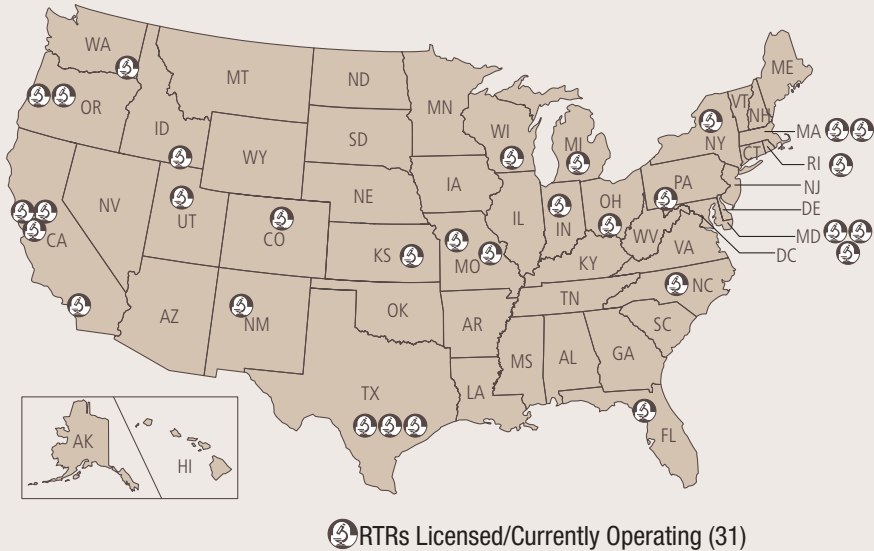 WA
MT
ND
MN
ME
OR
ID
SD
WI
MI
VT
NH
NY
MA
WY
CT
RI
IA
NE
PA
NJ
NV
UT
IL
IN
OH
DE
CA
CO
MD
KS
MO
WV
VA
DC
KY
NC
TN
AZ
NM
OK
AR
SC
MS
AL
GA
TX
LA
AK
HI
FL
RTRs Licensed/Currently Operating (31)